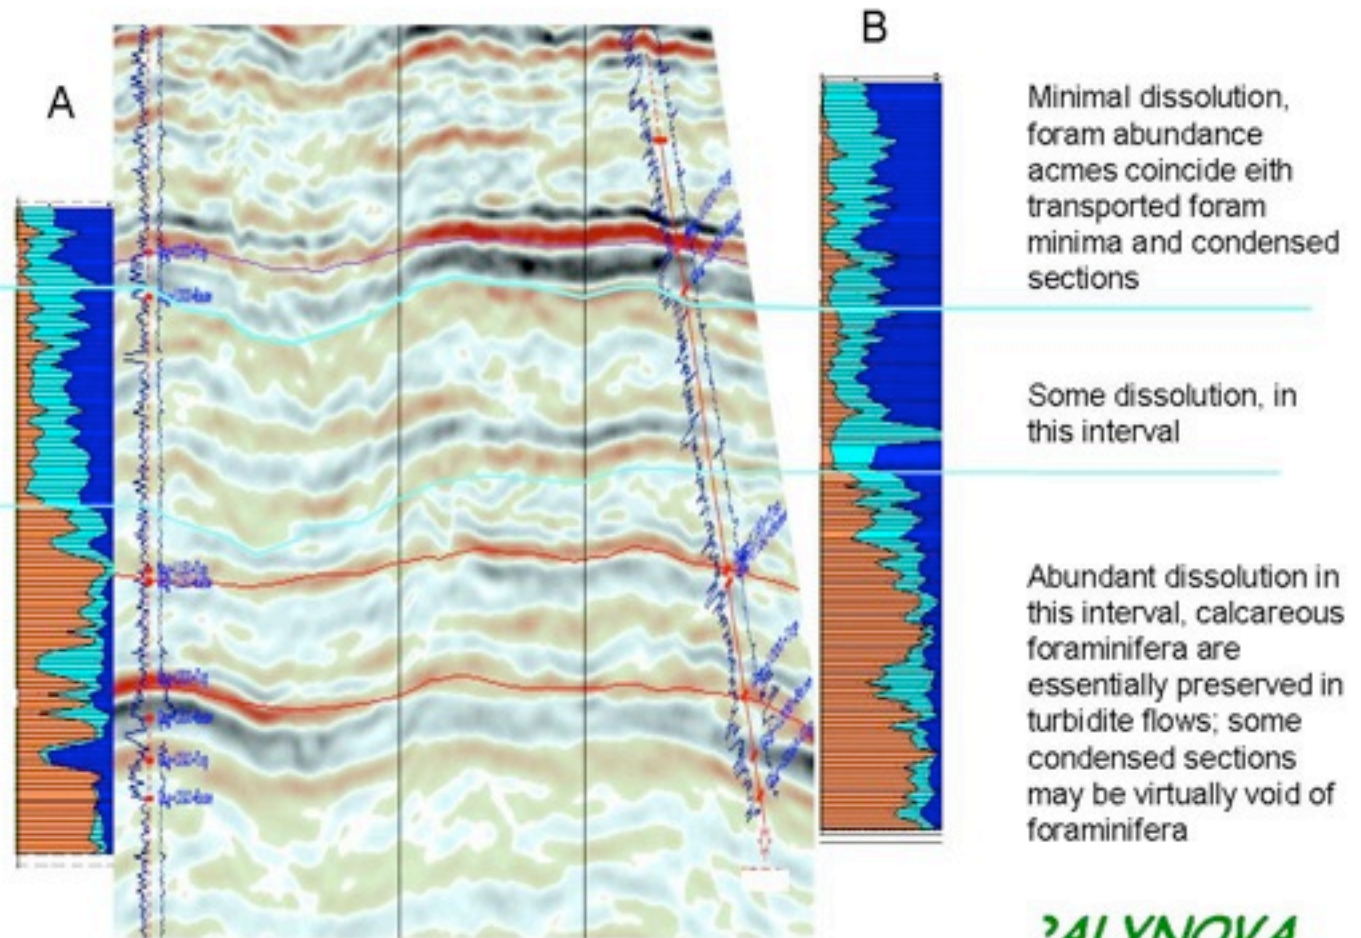 A
B
Minimal dissolution,
foram abundance
acmes coincide eith
transported foram
minima and condensed
sections
Some dissolution, in
this interval
Abundant dissolution in
this interval, calcareous
foraminifera are
essentially preserved in
turbidite flows; some
condensed sections
may be virtually void of
foraminifera